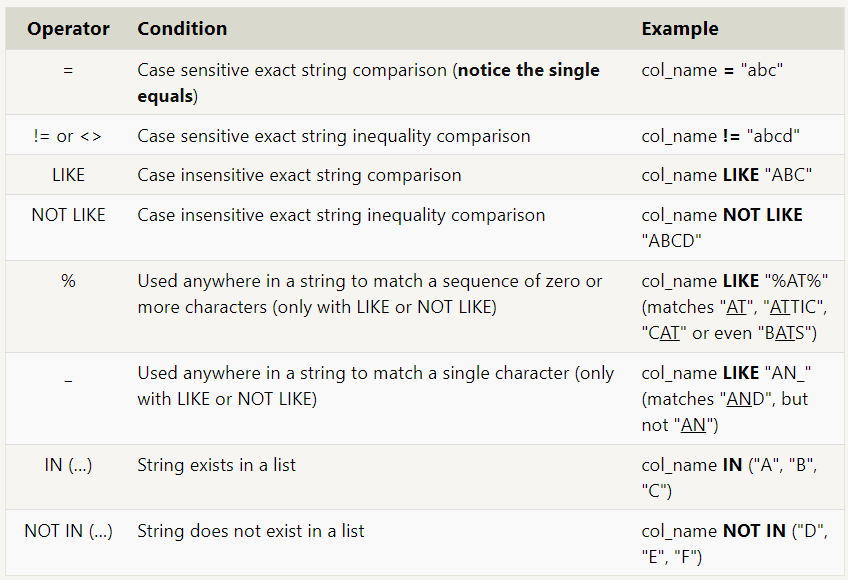 Operator Condition Example
= Case sensitive exact string comparison (notice the single equals) col_name = "abc"
!= or <> Case sensitive exact string inequality comparison col_name != "abcd"
LIKE Case insensitive exact string comparison col_name LIKE "ABC"
NOT LIKE Case insensitive exact string inequality comparison col_name NOT LIKE "ABCD"
% Used anywhere in a string to match a sequence of zero or more characters (only with LIKE or NOT LIKE) col_name LIKE "%AT%" (matches "AT", "ATTIC", "CAT" or even "BATS")
_ Used anywhere in a string to match a single character (only with LIKE or NOT LIKE) col_name LIKE "AN_" (matches "AND", but not "AN")
IN (…) String exists in a list col_name IN ("A", "B", "C")
NOT IN (…) String does not exist in a list col_name NOT IN ("D", "E", "F")